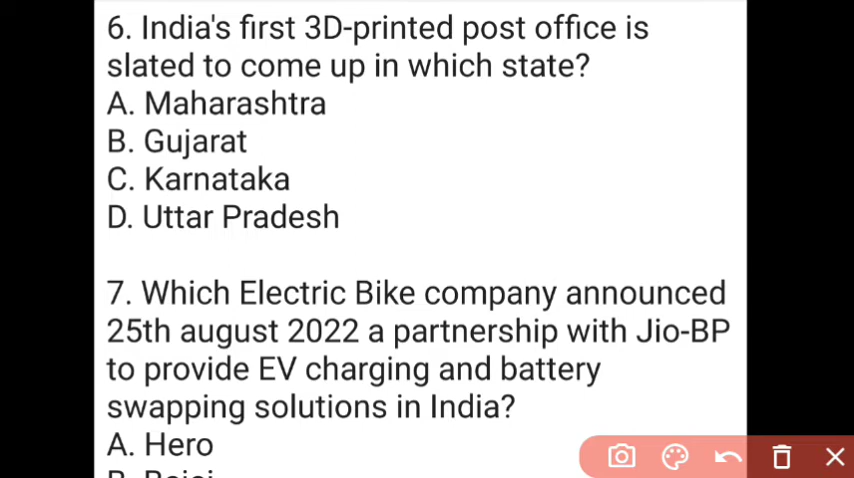 6. India's first 3D-printed post office is
slated to come up in which state?
A. Maharashtra
B. Gujarat
C. Karnataka
D. Uttar Pradesh
7. Which Electric Bike company announced
25th august 2022 a partnership with Jio-BP
to provide EV charging and battery
swapping solutions in India?
A. Hero